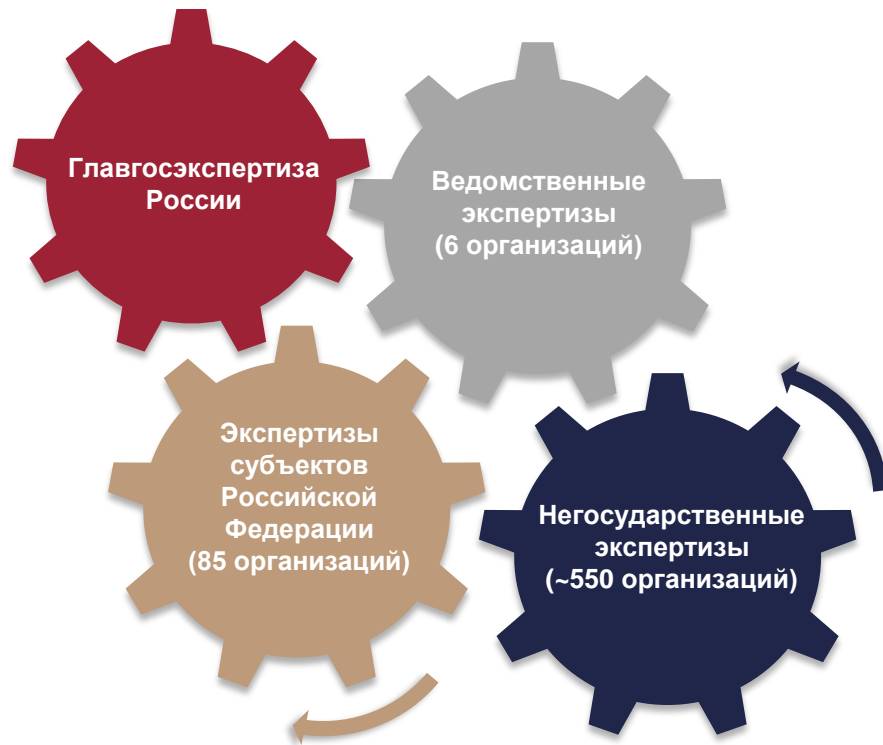 Главгосэкспертиза
России
Ведомственные
экспертизы
(6 организаций)
Экспертизы
субъектов
Российской
Федерации
(85 организаций)
Негосударственные
экспертизы
(~550 организаций)